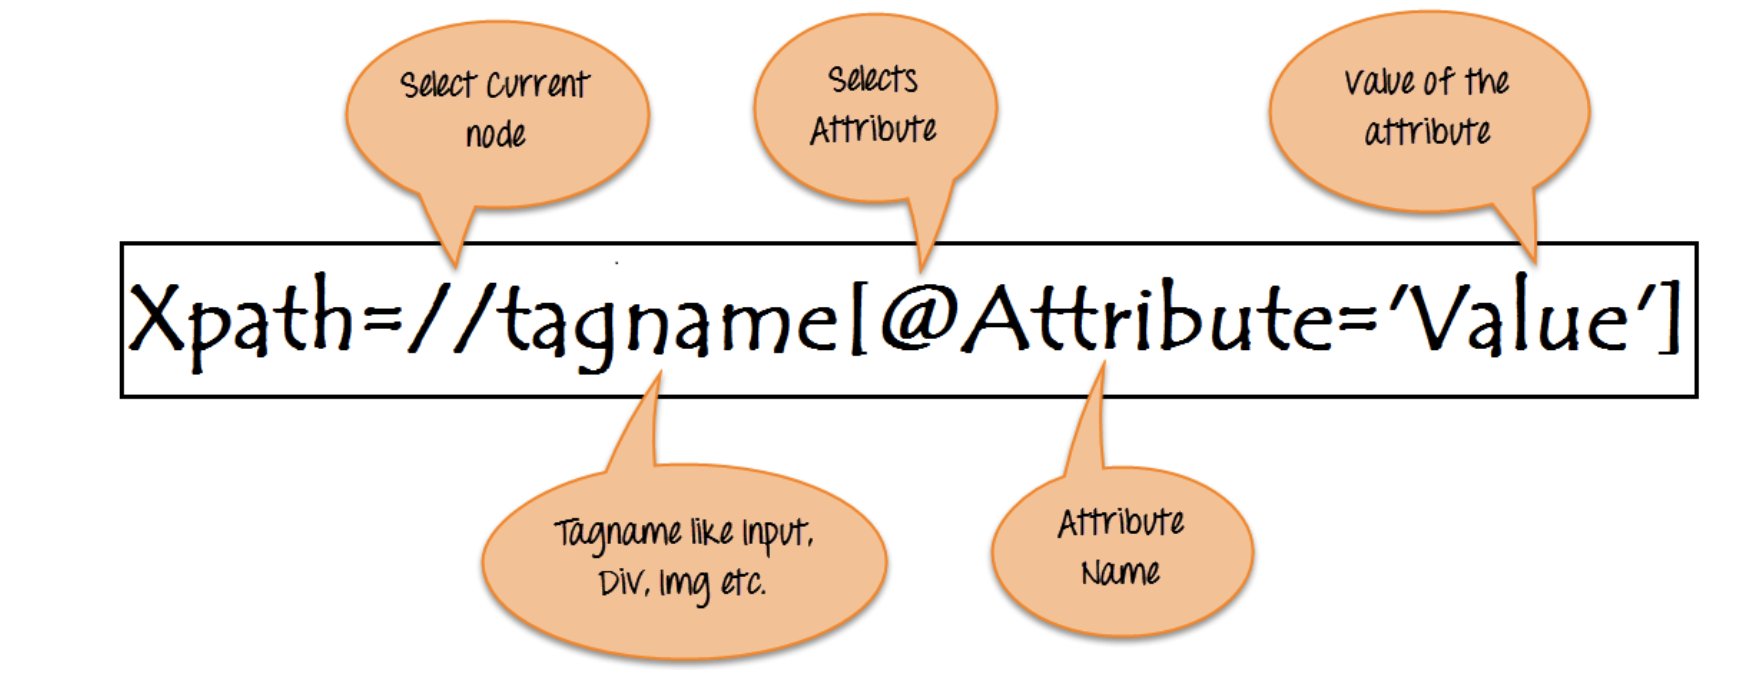 Select Current
node
Selects
Attribute
Value of the
attribute
Xpath=//tagname[@Attribute='Value']
Tagname like Input,
Div, Img etc.
Attribute
Name